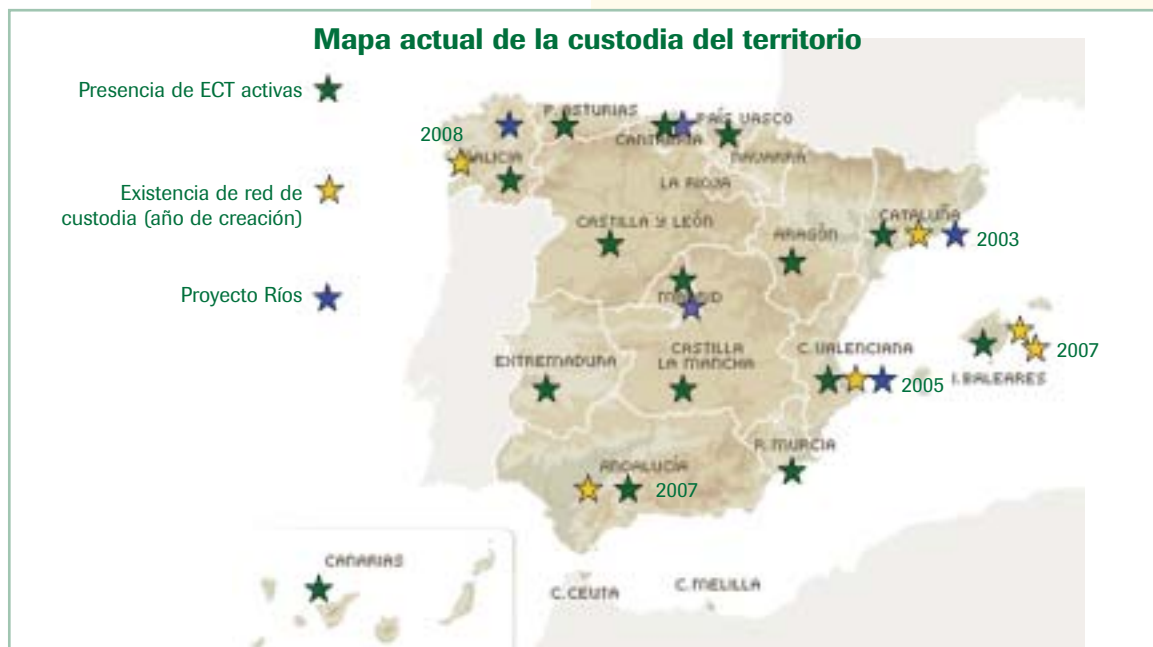 Mapa actual de la custodia del territorio
Presencia de ECT activas
Existencia de red de
custodia (año de creación)
Proyecto Ríos
P. ASTURIAS
CANTABRIA
PAÍS VASCO
2008
GALICIA
NAVARRA
LA RIOJA
CASTILLA Y LEÓN
ARAGÓN
CATALUÑA
2003
MADRID
EXTREMADURA
CASTILLA
LA MANCHA
C. VALENCIANA
2005
I. BALEARES
2007
R. MURCIA
ANDALUCÍA
2007
CANARIAS
C. CEUTA
C. MELILLA